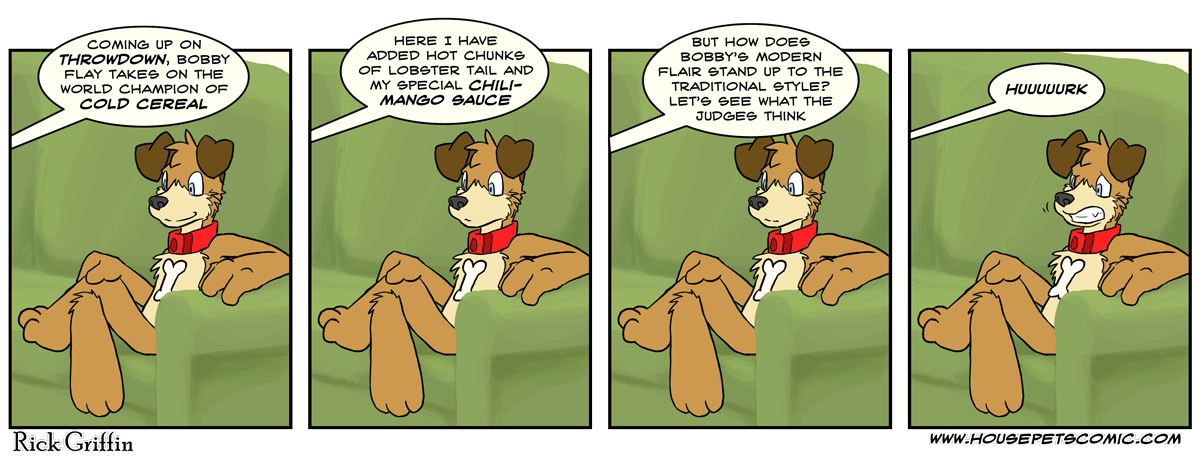 COMING UP ON
THROWDOWN, BOBBY
FLAY TAKES ON THE
WORLD CHAMPION OF
COLD CEREAL
HERE I HAVE
ADDED HOT CHUNKS
OF LOBSTER TAIL AND
MY SPECIAL CHILI-
MANGO SAUCE
BUT HOW DOES
BOBBY'S MODERN
FLAIR STAND UP TO THE
TRADITIONAL STYLE?
LET'S SEE WHAT THE
JUDGES THINK
HUUUUURK
Rick Griffin
WWW.HOUSEPETSCOMIC.COM